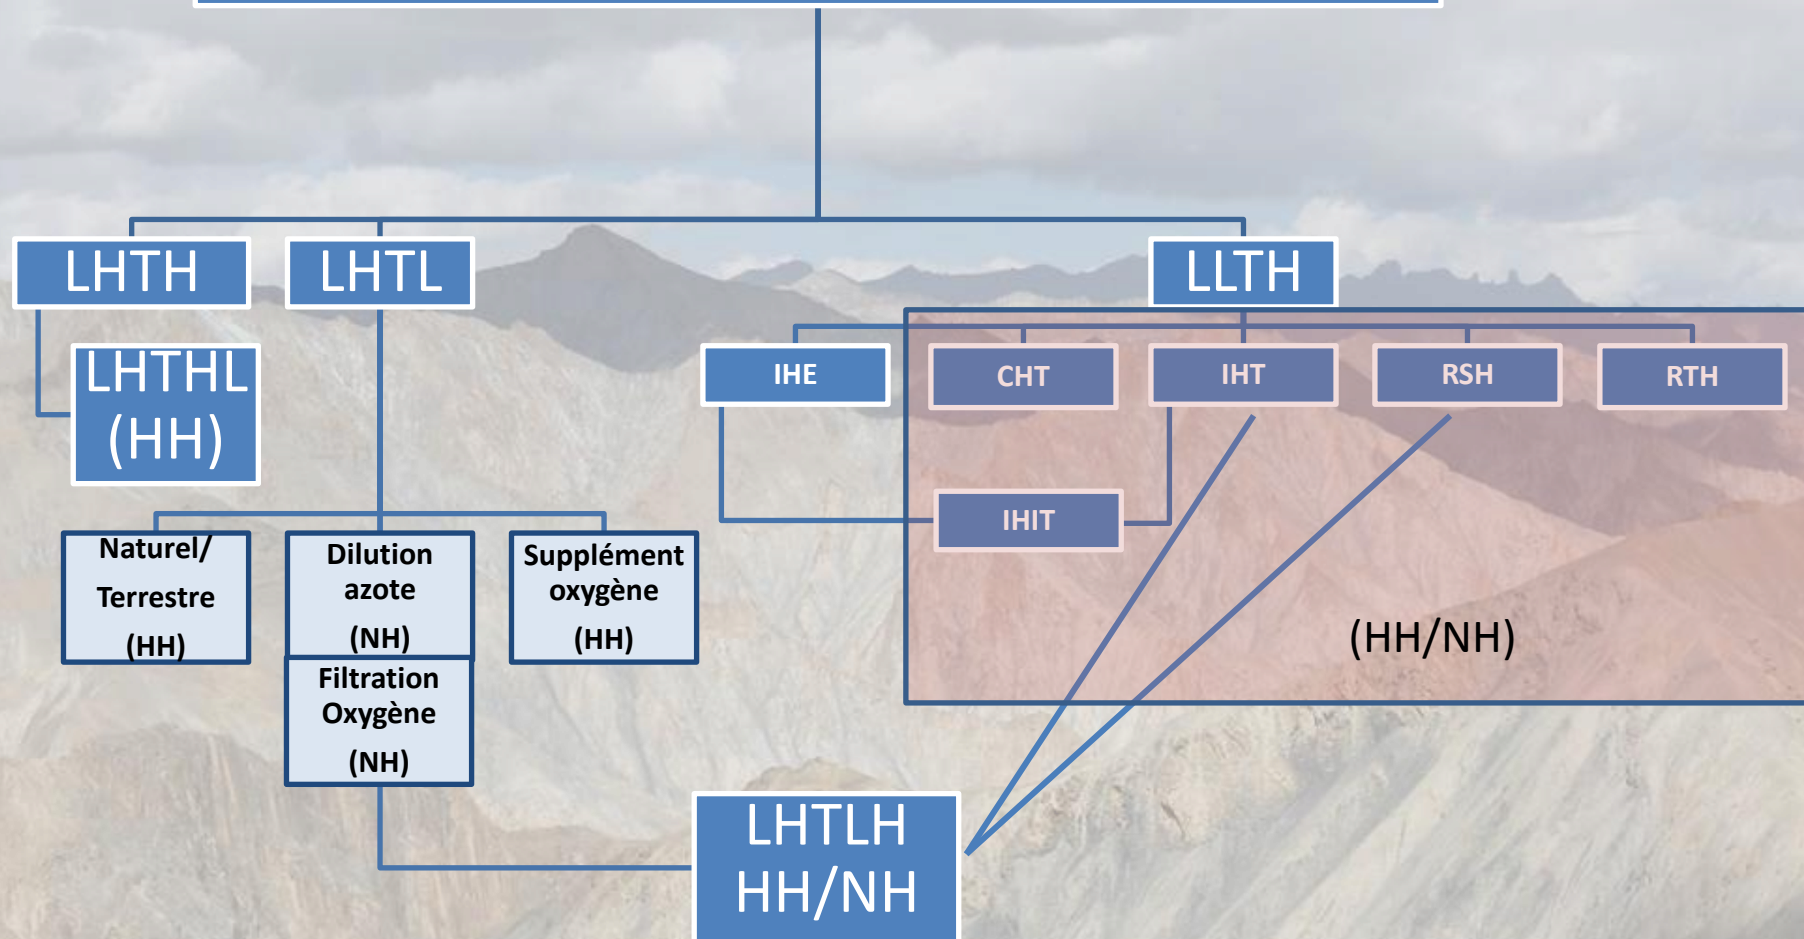 LHTH
LHTL
LLTH
LHTHL
(HH)
IHE
CHT
IHT
RSH
RTH
IHIT
Naturel/
Terrestre
(HH)
Dilution
azote
(NH)
Supplément
oxygène
(HH)
Filtration
Oxygène
(NH)
(HH/NH)
LHTLH
HH/NH